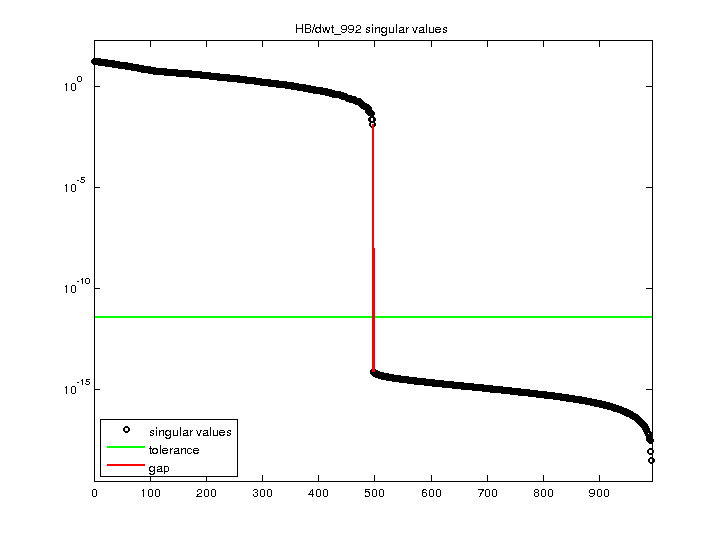 HB/dwt_992 singular values
10^0
10^-5
10^-10
10^-15
singular values
tolerance
gap
0 100 200 300 400 500 600 700 800 900